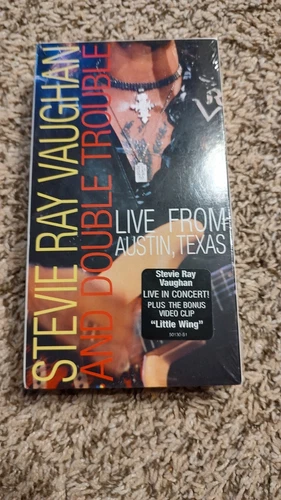 STEVIE RAY VAUGHAN
AND DOUBLE TROUBLE
LIVE FROM
AUSTIN, TEXAS
Stevie Ray
Vaughan
LIVE IN CONCERT!
PLUS THE BONUS
VIDEO CLIP
"Little Wing"